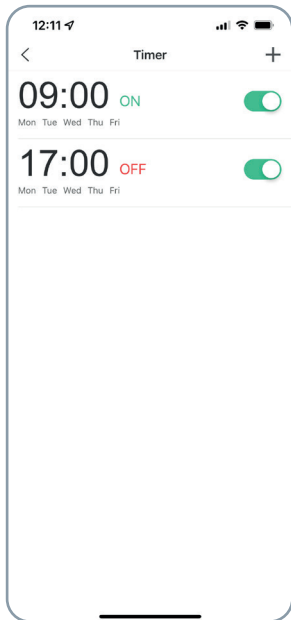 12:11
Timer
09:00 ON
Mon Tue Wed Thu Fri
17:00 OFF
Mon Tue Wed Thu Fri